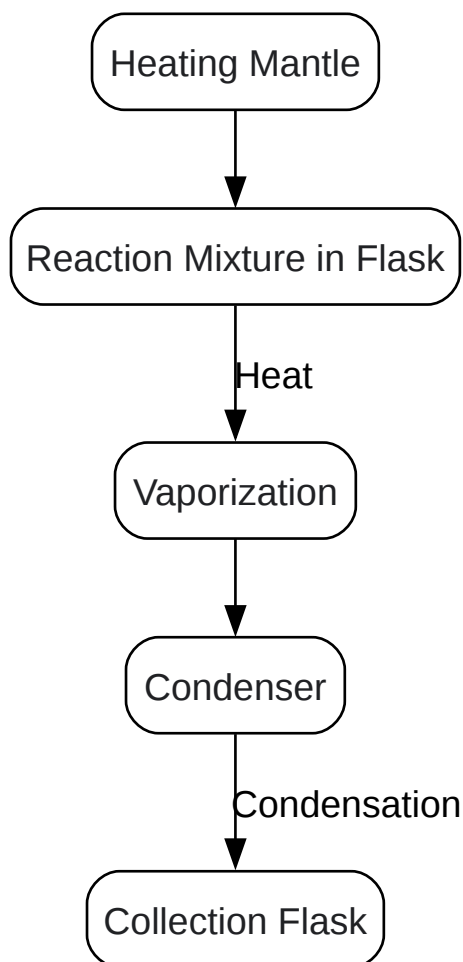 Heating Mantle
Reaction Mixture in Flask
Heat
Vaporization
Condenser
Condensation
Collection Flask